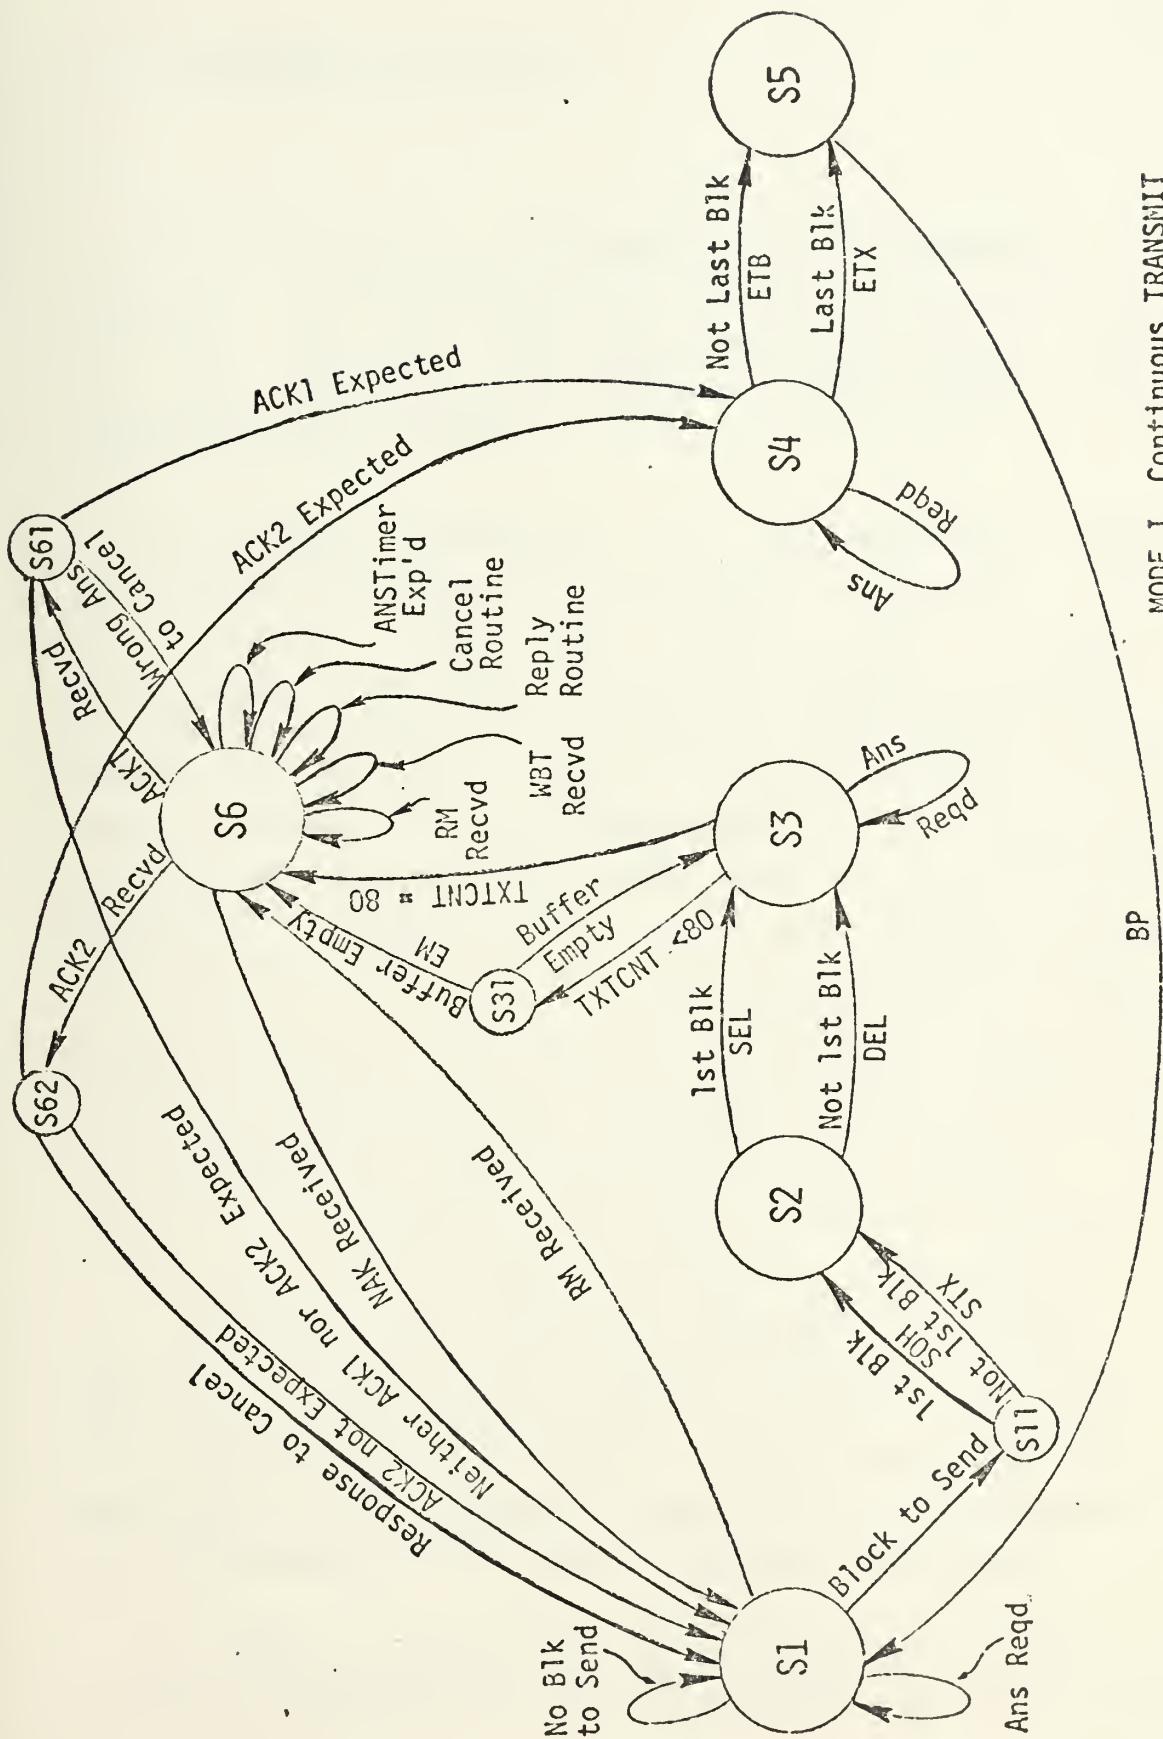 S61
ACK1 Expected
S62
ACK2 Expected
Wrong Ans
to Cancel
ACK1 Recvd
ACK2 Recvd
S6
ANSTimer
Exp'd
Cancel
Routine
Reply
Routine
WBT
Recvd
RM
Recvd
Response to Cancel
ACK2 not Expected
Neither ACK1 nor ACK2 Expected
NAK Received
RM Received
TXTCNT = 80
Buffer Empty
EM
Buffer
Empty
TXTCNT <80
S31
No Blk
to Send
S1
Ans Reqd
Block to Send
S11
1st Blk
SOH
Not 1st Blk
STX
S2
1st Blk
SEL
Not 1st Blk
DEL
S3
Ans
Reqd
S4
Ans
Reqd
Not Last Blk
ETB
Last Blk
ETX
S5
BP
MODE I Continuous TRANSMIT